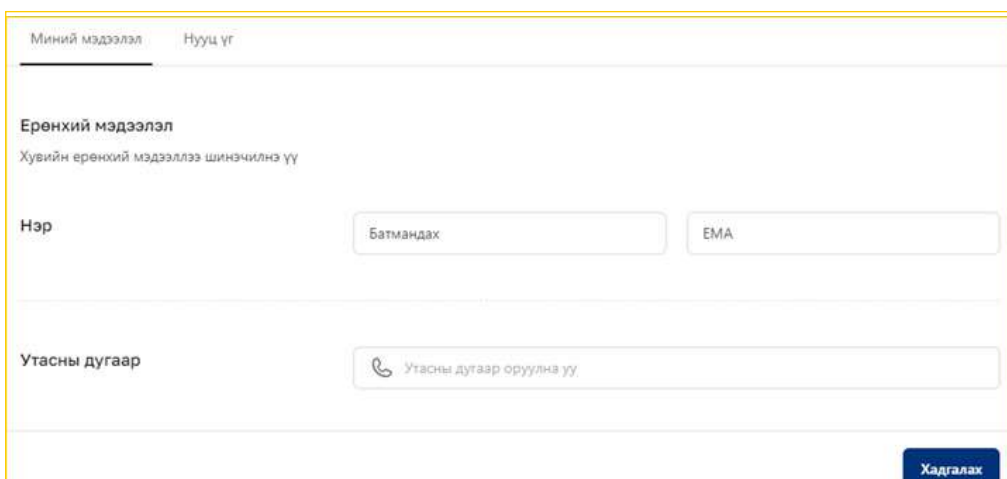 Миний мэдээлэл Нууц үг
Ерөнхий мэдээлэл
Хувийн ерөнхий мэдээллээ шинэчилнэ үү
Нэр Батмандах ЕМА
Утасны дугаар Утасны дугаар оруулна уу
Хадгалах